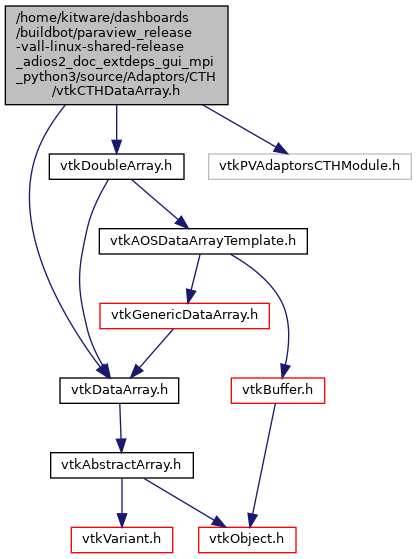 /home/kitware/dashboards
/buildbot/paraview_release
-vall-linux-shared-release
_adios2_doc_extdeps_gui_mpi
_python3/source/Adaptors/CTH
/vtkCTHDataArray.h
vtkDoubleArray.h
vtkPVAdaptorsCTHModule.h
vtkAOSDataArrayTemplate.h
vtkGenericDataArray.h
vtkDataArray.h
vtkBuffer.h
vtkAbstractArray.h
vtkVariant.h
vtkObject.h